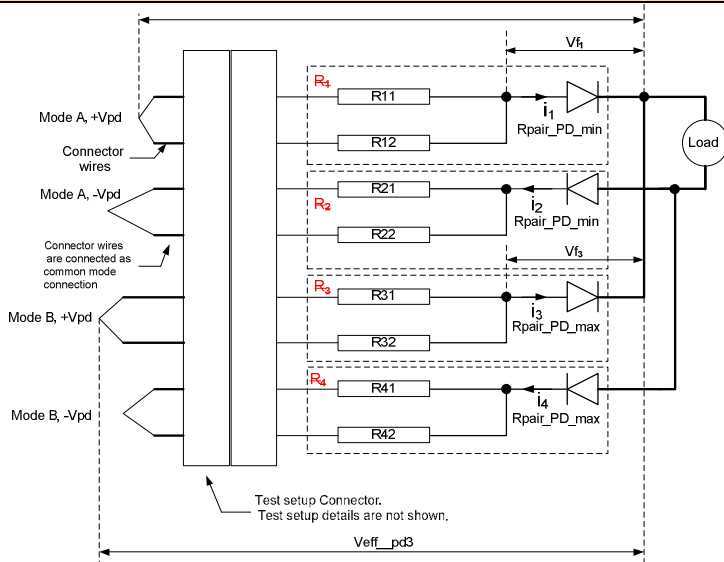 Vf1
R1
R11
i1
Rpair_PD_min
R12
Mode A, +Vpd
Connector
wires
Load
Mode A, -Vpd
R2
R21
i2
Rpair_PD_min
R22
Connector wires
are connected as
common mode
connection
Vf3
R3
R31
i3
Rpair_PD_max
R32
Mode B, +Vpd
R4
R41
i4
Rpair_PD_max
R42
Mode B, -Vpd
Test setup Connector.
Test setup details are not shown.
Veff__pd3